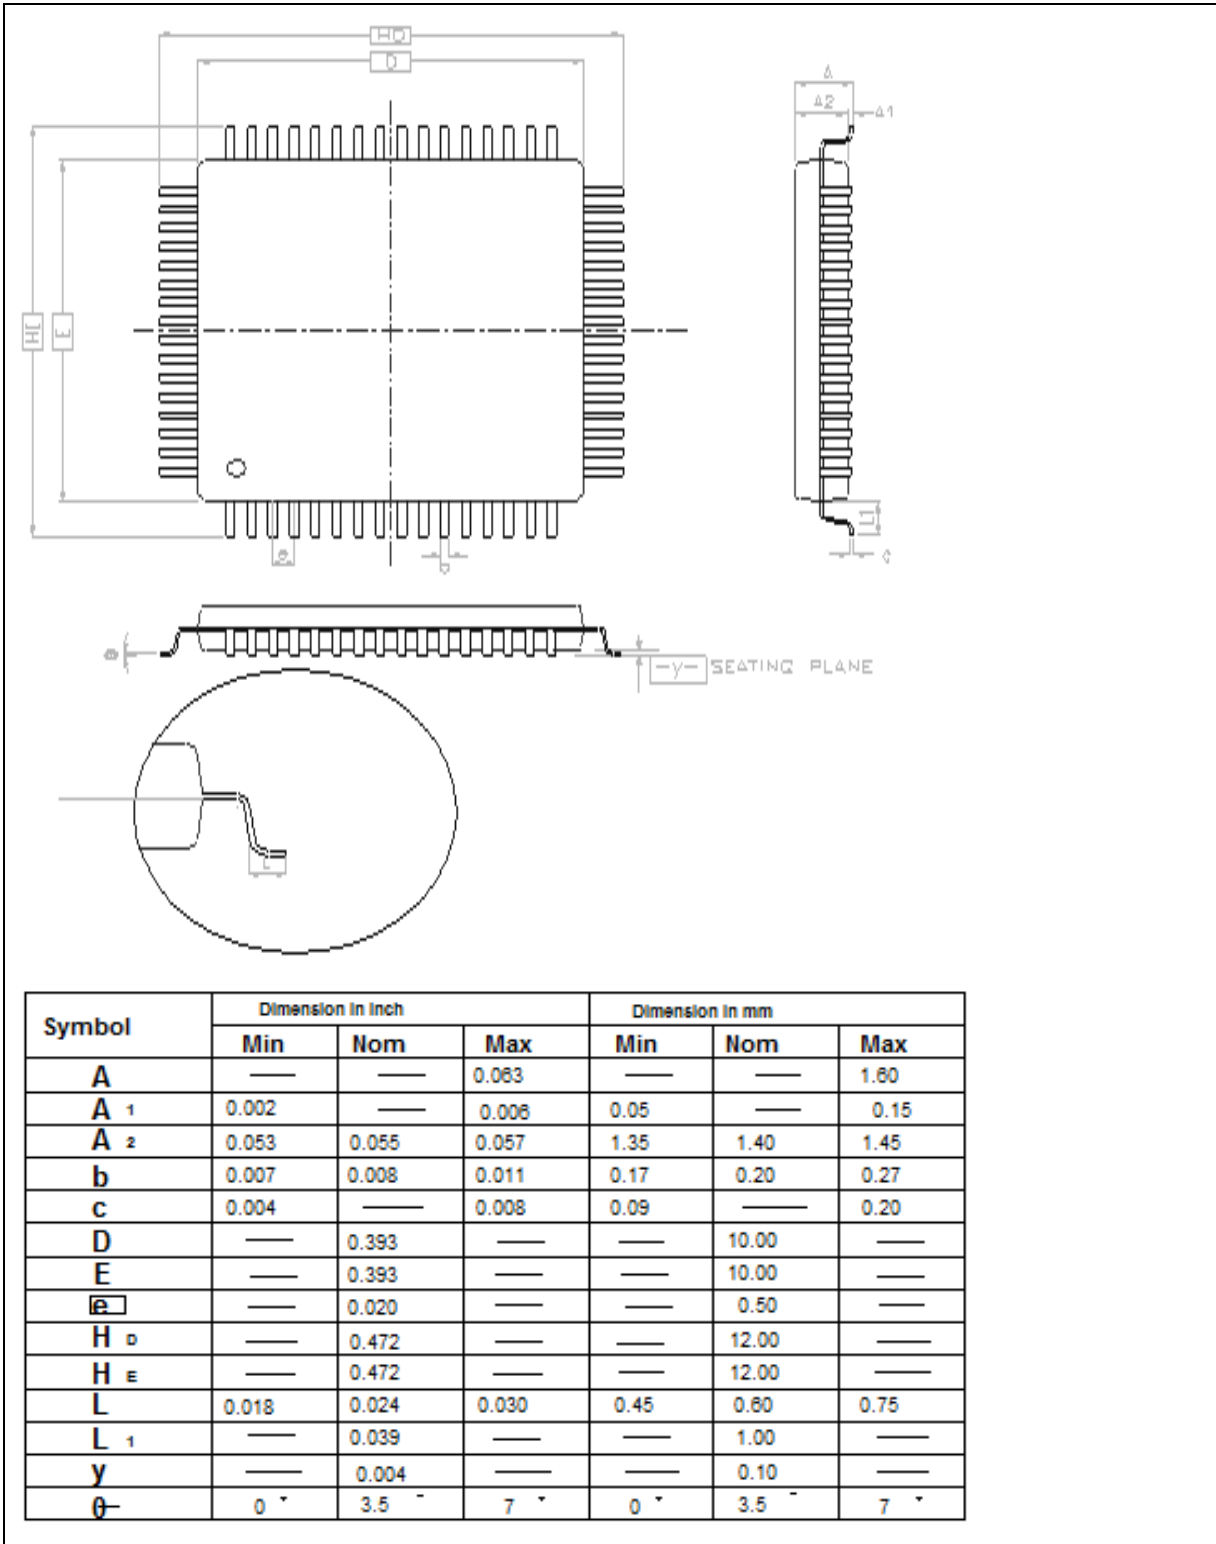 HD
D
A
A2
A1
HE
E
L1
e
b
c
θ
-y- SEATING PLANE
L
Symbol Dimension in inch Dimension in mm
Min Nom Max Min Nom Max
A — — 0.063 — — 1.60
A 1 0.002 — 0.006 0.05 — 0.15
A 2 0.053 0.055 0.057 1.35 1.40 1.45
b 0.007 0.008 0.011 0.17 0.20 0.27
c 0.004 — 0.008 0.09 — 0.20
D — 0.393 — — 10.00 —
E — 0.393 — — 10.00 —
e — 0.020 — — 0.50 —
H D — 0.472 — — 12.00 —
H E — 0.472 — — 12.00 —
L 0.018 0.024 0.030 0.45 0.60 0.75
L 1 — 0.039 — — 1.00 —
y — 0.004 — — 0.10 —
θ 0° 3.5° 7° 0° 3.5° 7°